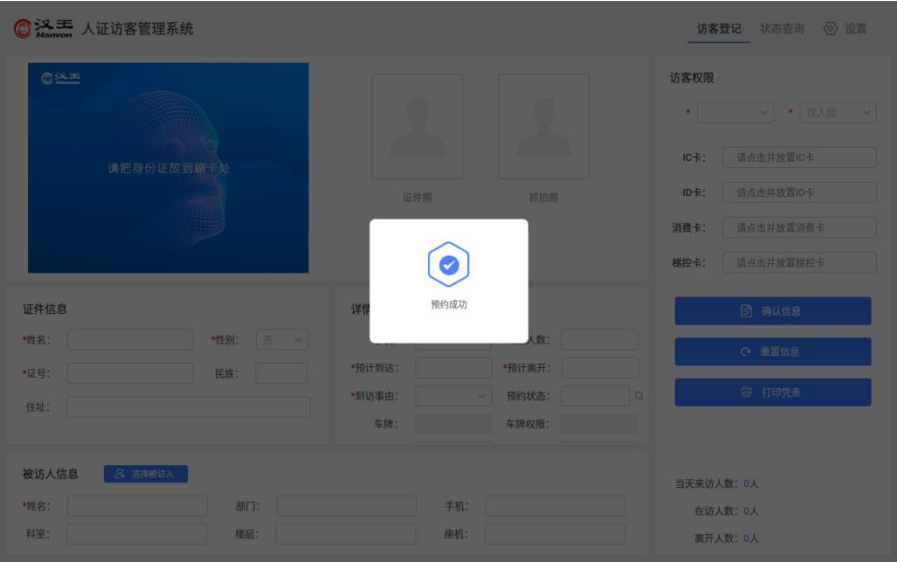 汉王 Hanvon 人证访客管理系统
访客登记 状态查询 设置
汉王 Hanvon
请把身份证放到刷卡处
证件照 抓拍照
预约成功
访客权限
* * 仅人脸
IC卡： 请点击并放置IC卡
ID卡： 请点击并放置ID卡
消费卡： 请点击并放置消费卡
梯控卡： 请点击并放置梯控卡
确认信息
重置信息
打印凭条
证件信息
*姓名： *性别： 男
*证号： 民族：
住址：
详情
人数：
*预计到达： *预计离开：
*到访事由： 预约状态：
车牌： 车牌权限：
被访人信息 选择被访人
*姓名： 部门： 手机：
科室： 楼层： 座机：
当天来访人数：0人
在访人数：0人
离开人数：0人